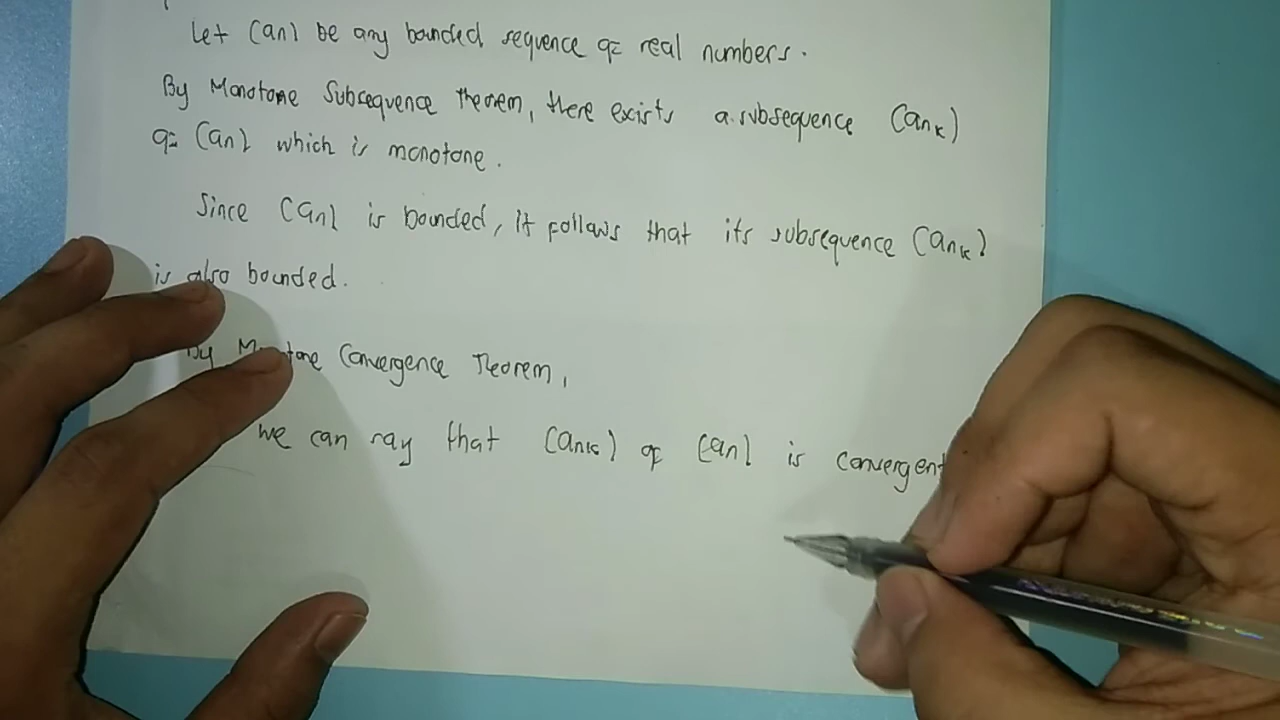 Let (an) be any bounded sequence of real numbers.
By Monotone Subsequence Theorem, there exists a subsequence (ank)
of (an) which is monotone.
Since (an) is bounded, it follows that its subsequence (ank)
is also bounded.
By Monotone Convergence Theorem,
we can say that (ank) of (an) is convergent